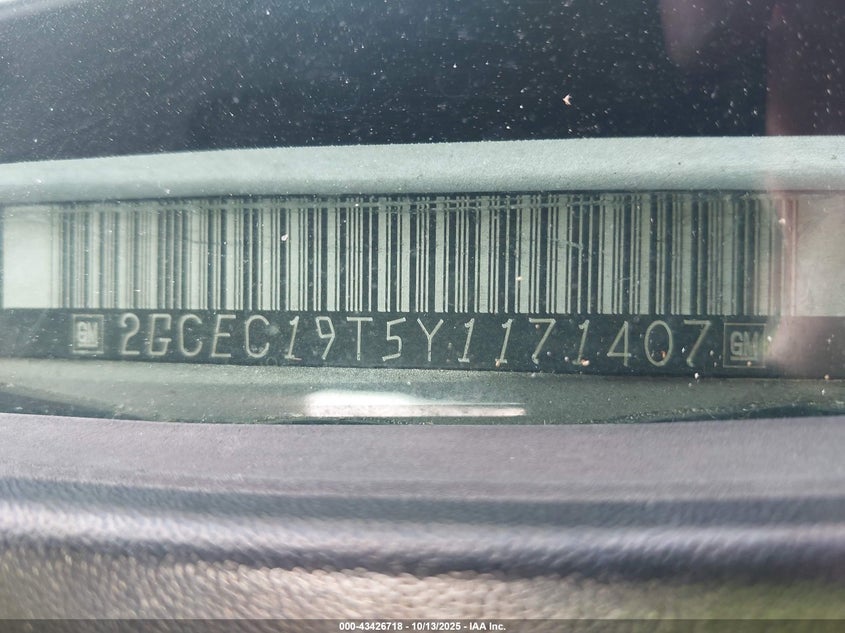 GM 2GCEC19T5Y1171407 GM
000-43426718 - 10/13/2025 - IAA Inc.